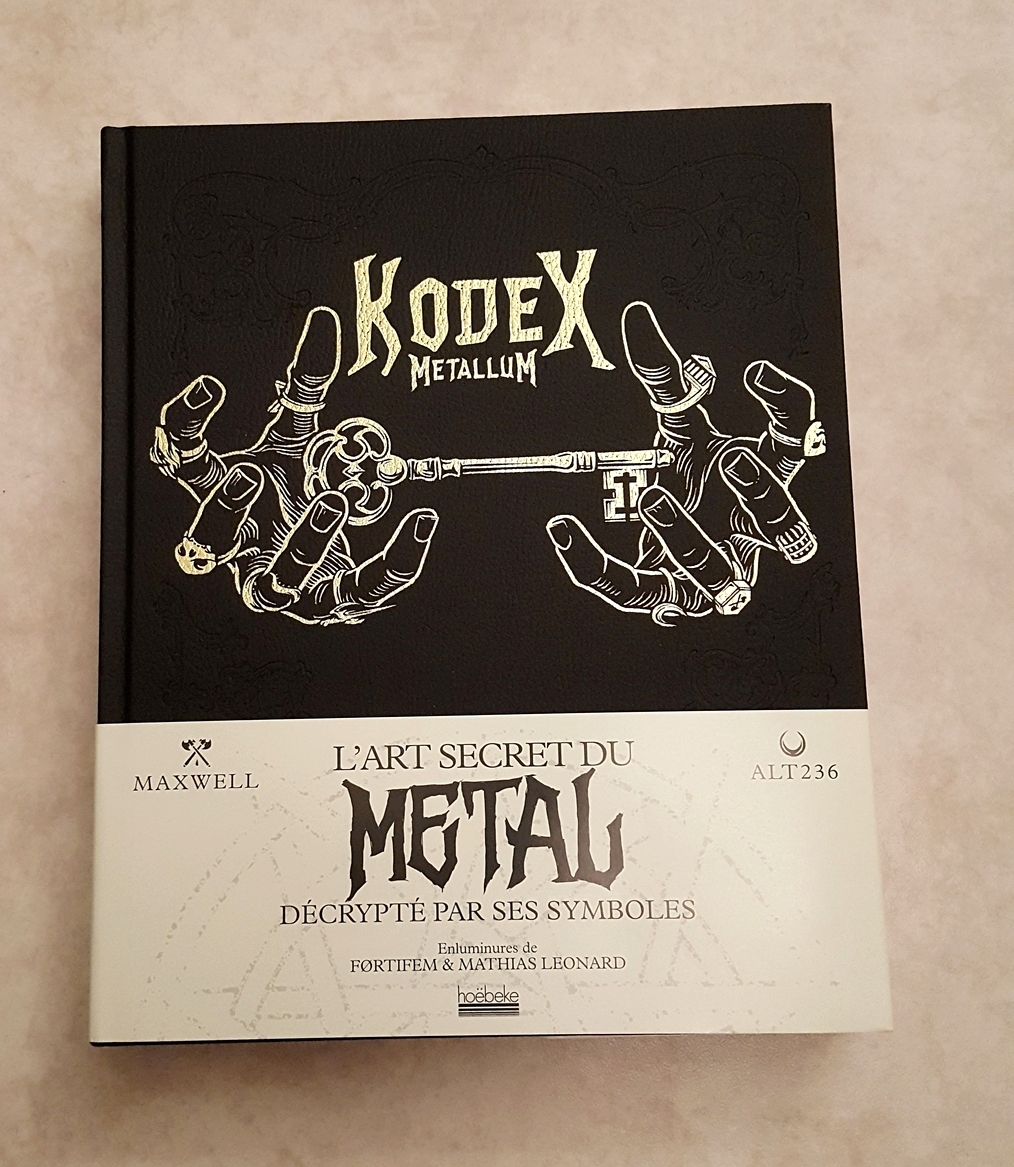 KODEX
METALLUM
MAXWELL
ALT236
L'ART SECRET DU
METAL
DÉCRYPTÉ PAR SES SYMBOLES
Enluminures de
FØRTIFEM & MATHIAS LEONARD
hoëbeke